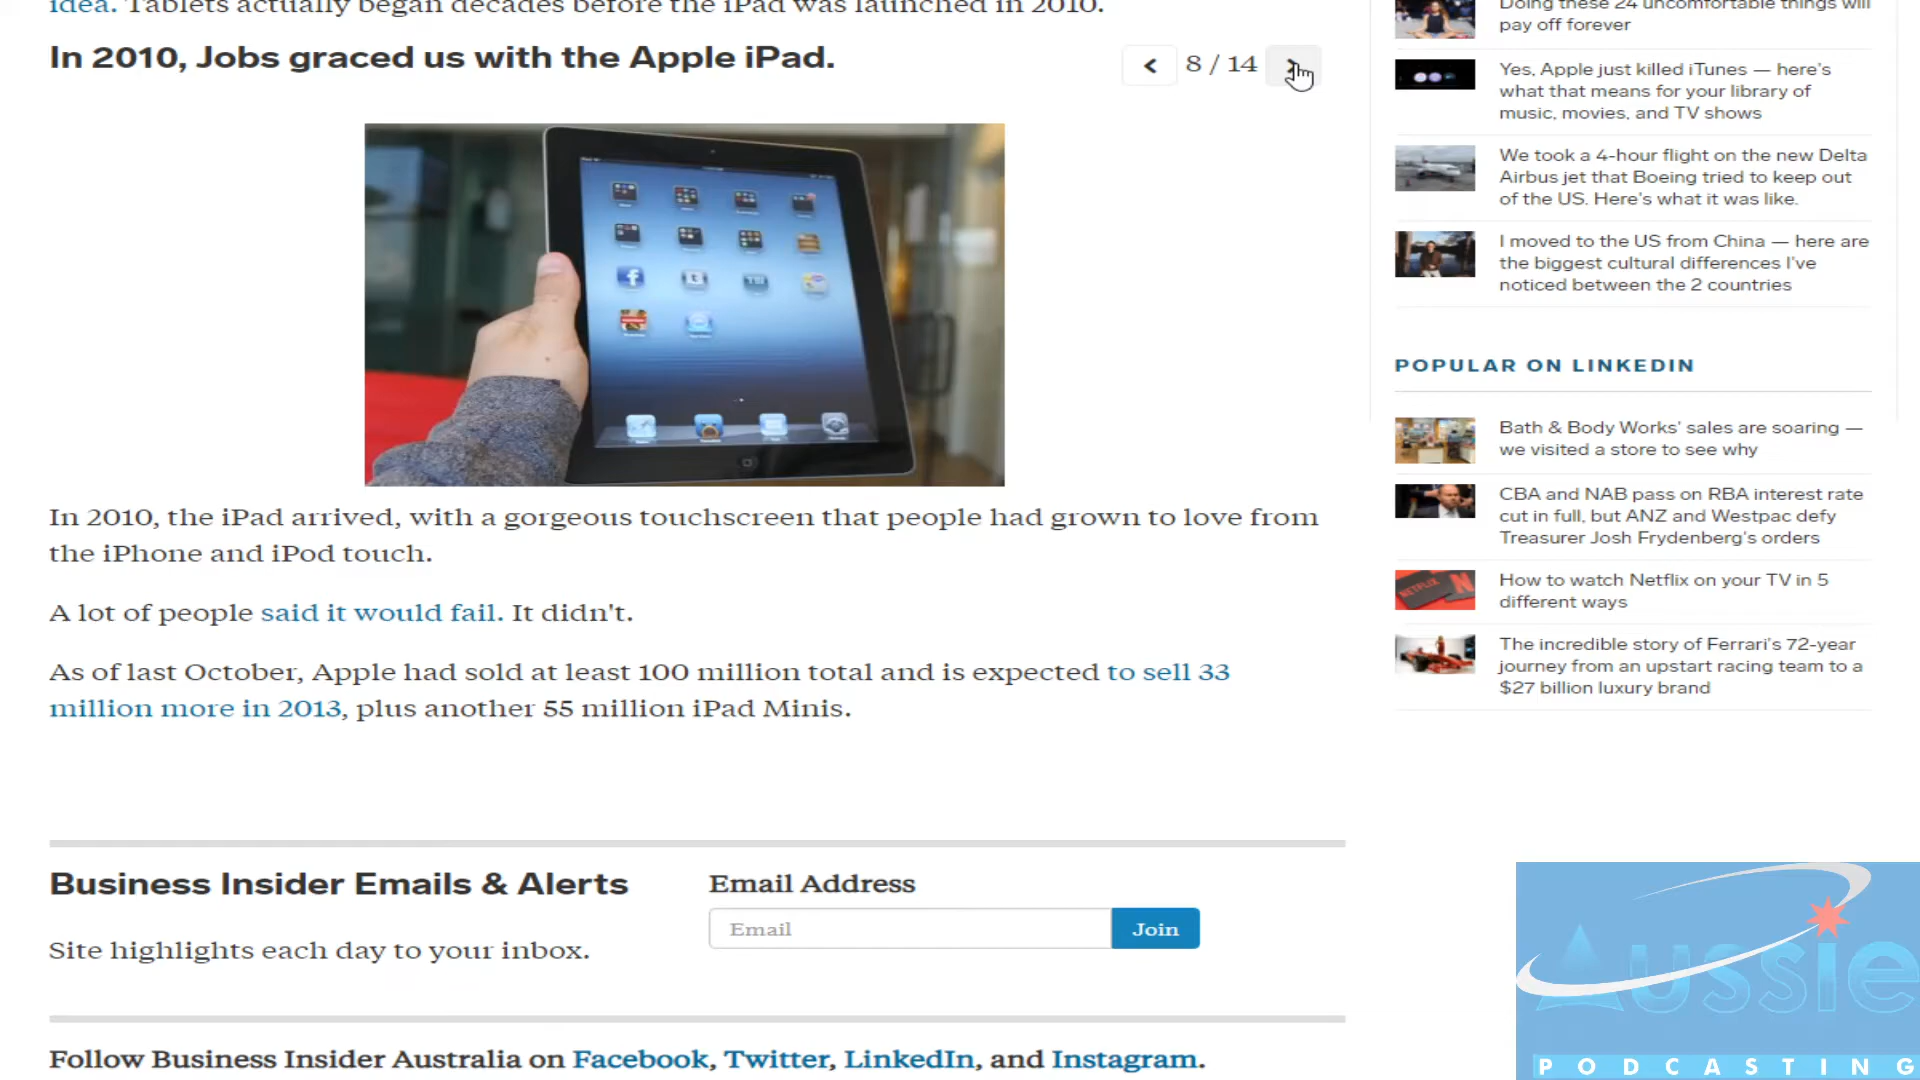 idea. Tablets actually began decades before the iPad was launched in 2010.
In 2010, Jobs graced us with the Apple iPad.
8 / 14
In 2010, the iPad arrived, with a gorgeous touchscreen that people had grown to love from
the iPhone and iPod touch.
A lot of people said it would fail. It didn't.
As of last October, Apple had sold at least 100 million total and is expected to sell 33
million more in 2013, plus another 55 million iPad Minis.
Business Insider Emails & Alerts
Site highlights each day to your inbox.
Email Address
Email
Join
Follow Business Insider Australia on Facebook, Twitter, LinkedIn, and Instagram.
Doing these 24 uncomfortable things will
pay off forever
Yes, Apple just killed iTunes — here's
what that means for your library of
music, movies, and TV shows
We took a 4-hour flight on the new Delta
Airbus jet that Boeing tried to keep out
of the US. Here's what it was like.
I moved to the US from China — here are
the biggest cultural differences I've
noticed between the 2 countries
POPULAR ON LINKEDIN
Bath & Body Works' sales are soaring —
we visited a store to see why
CBA and NAB pass on RBA interest rate
cut in full, but ANZ and Westpac defy
Treasurer Josh Frydenberg's orders
NETFLIX
N
How to watch Netflix on your TV in 5
different ways
The incredible story of Ferrari's 72-year
journey from an upstart racing team to a
$27 billion luxury brand
AUSSIE
PODCASTING